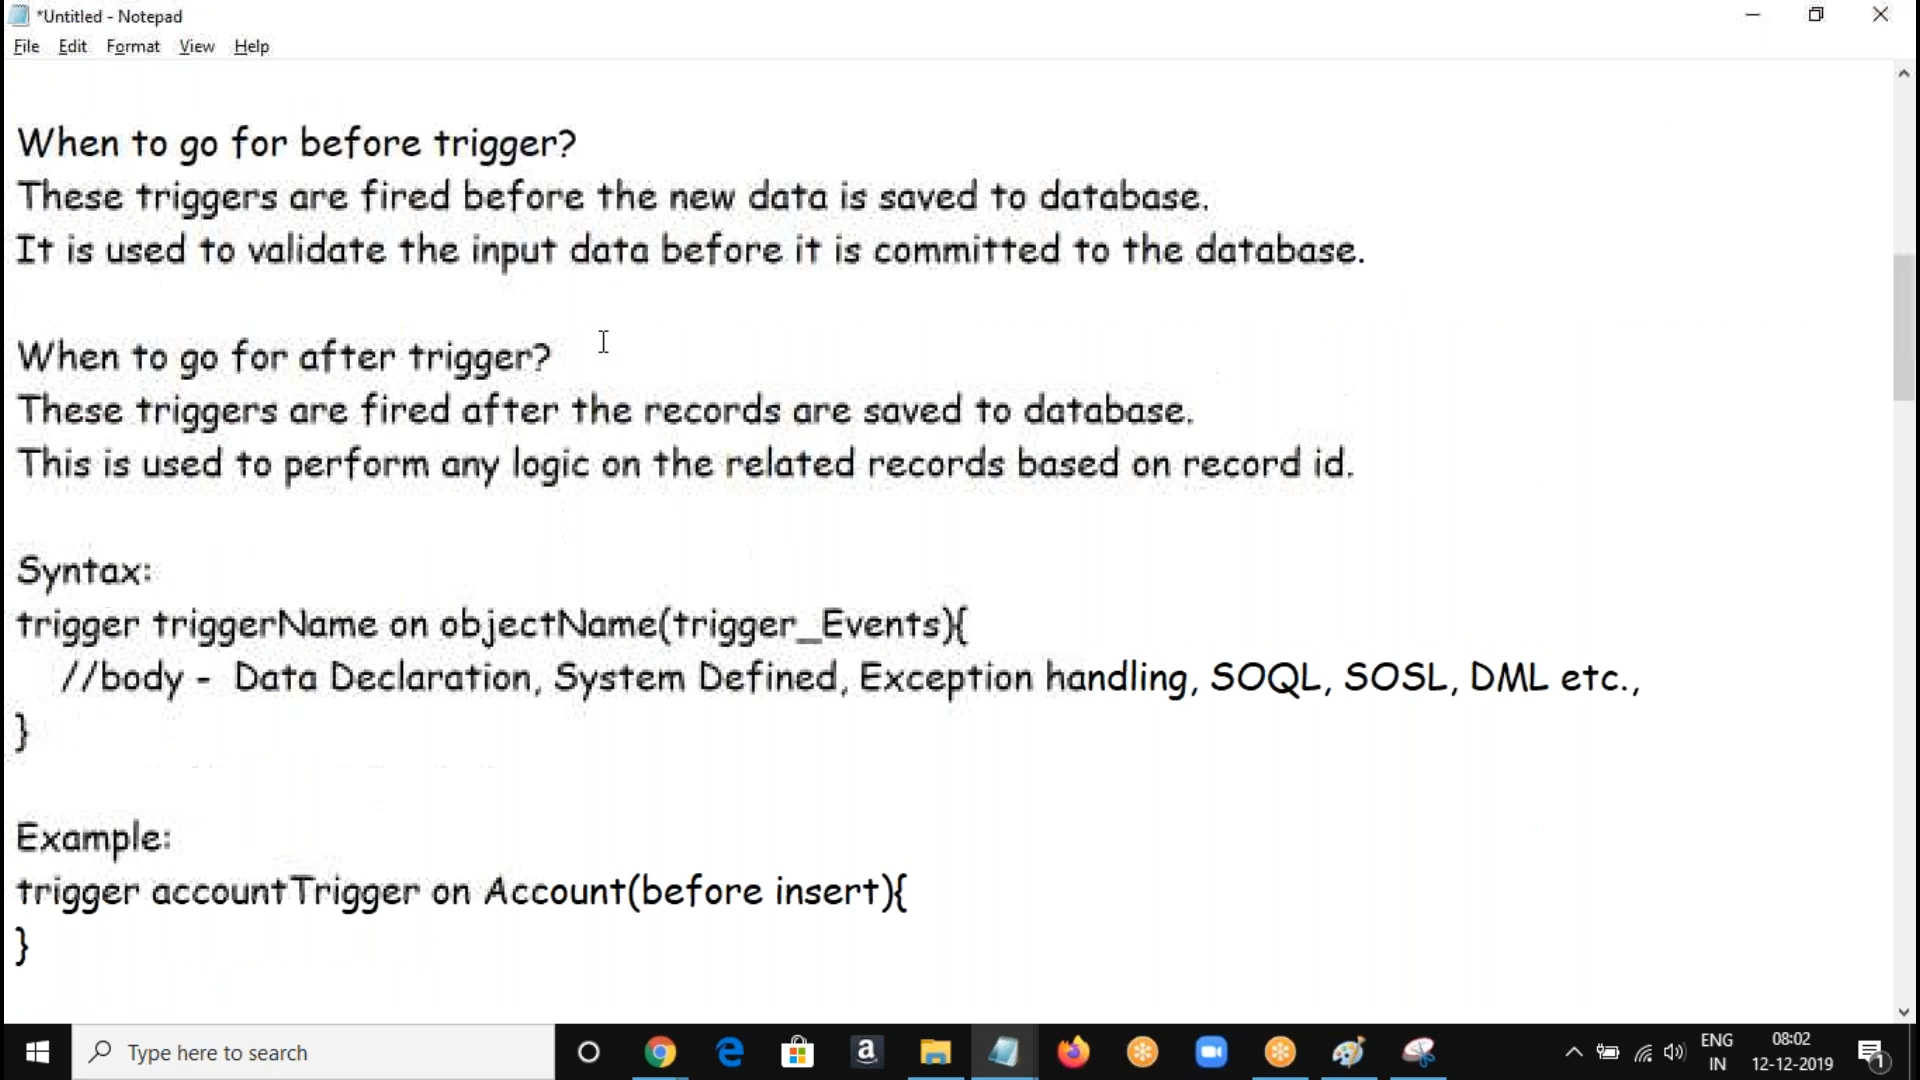 *Untitled - Notepad
File Edit Format View Help
When to go for before trigger?
These triggers are fired before the new data is saved to database.
It is used to validate the input data before it is committed to the database.
When to go for after trigger?
These triggers are fired after the records are saved to database.
This is used to perform any logic on the related records based on record id.
Syntax:
trigger triggerName on objectName(trigger_Events){
//body - Data Declaration, System Defined, Exception handling, SOQL, SOSL, DML etc.,
}
Example:
trigger accountTrigger on Account(before insert){
}
Type here to search
ENG
IN
08:02
12-12-2019
1